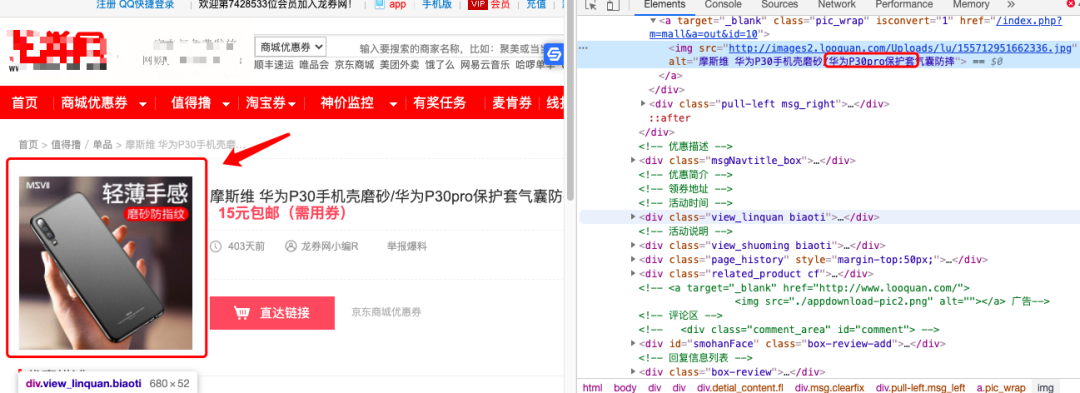 注册 QQ快捷登录
欢迎第7428533位会员加入龙券网！
app
手机版
VIP 会员
充值
商城优惠券
输入要搜索的商家名称，比如：聚美或当当
顺丰速运 唯品会 京东商城 美团外卖 饿了么 网易云音乐 哈啰单
首页 商城优惠券 值得撸 淘宝券 神价监控 有奖任务 麦肯券 线
首页 > 值得撸 / 单品 > 摩斯维 华为P30手机壳磨...
MSVII
轻薄手感
磨砂防指纹
摩斯维 华为P30手机壳磨砂/华为P30pro保护套气囊防
15元包邮（需用券）
403天前 龙券网小编R 举报爆料
直达链接
京东商城优惠券
div.view_linquan.biaoti 680 × 52
Elements Console Sources Network Performance Memory
<a target="_blank" class="pic_wrap" isconvert="1" href="/index.php?
m=mall&a=out&id=10">
<img src="http://images2.looquan.com/Uploads/lu/155712951662336.jpg"
alt="摩斯维 华为P30手机壳磨砂/华为P30pro保护套气囊防摔"> == $0
</a>
<div class="pull-left msg_right">…</div>
::after
</div>
<!-- 优惠描述 -->
<div class="msgNavtitle_box">…</div>
<!-- 优惠简介 -->
<!-- 领券地址 -->
<!-- 活动时间 -->
<div class="view_linquan biaoti">…</div>
<!-- 活动说明 -->
<div class="view_shuoming biaoti">…</div>
<div class="page_history" style="margin-top:50px;">…</div>
<div class="related_product cf">…</div>
<!-- <a target="_blank" href="http://www.looquan.com/">
<img src="./appdownload-pic2.png" alt=""></a> 广告-->
<!-- 评论区 -->
<!-- <div class="comment_area" id="comment"> -->
<div id="smohanFace" class="box-review-add">…</div>
<!-- 回复信息列表 -->
<div class="box-review">…</div>
html body div div div.detial_content.fl div.msg.clearfix div.pull-left.msg_left a.pic_wrap img